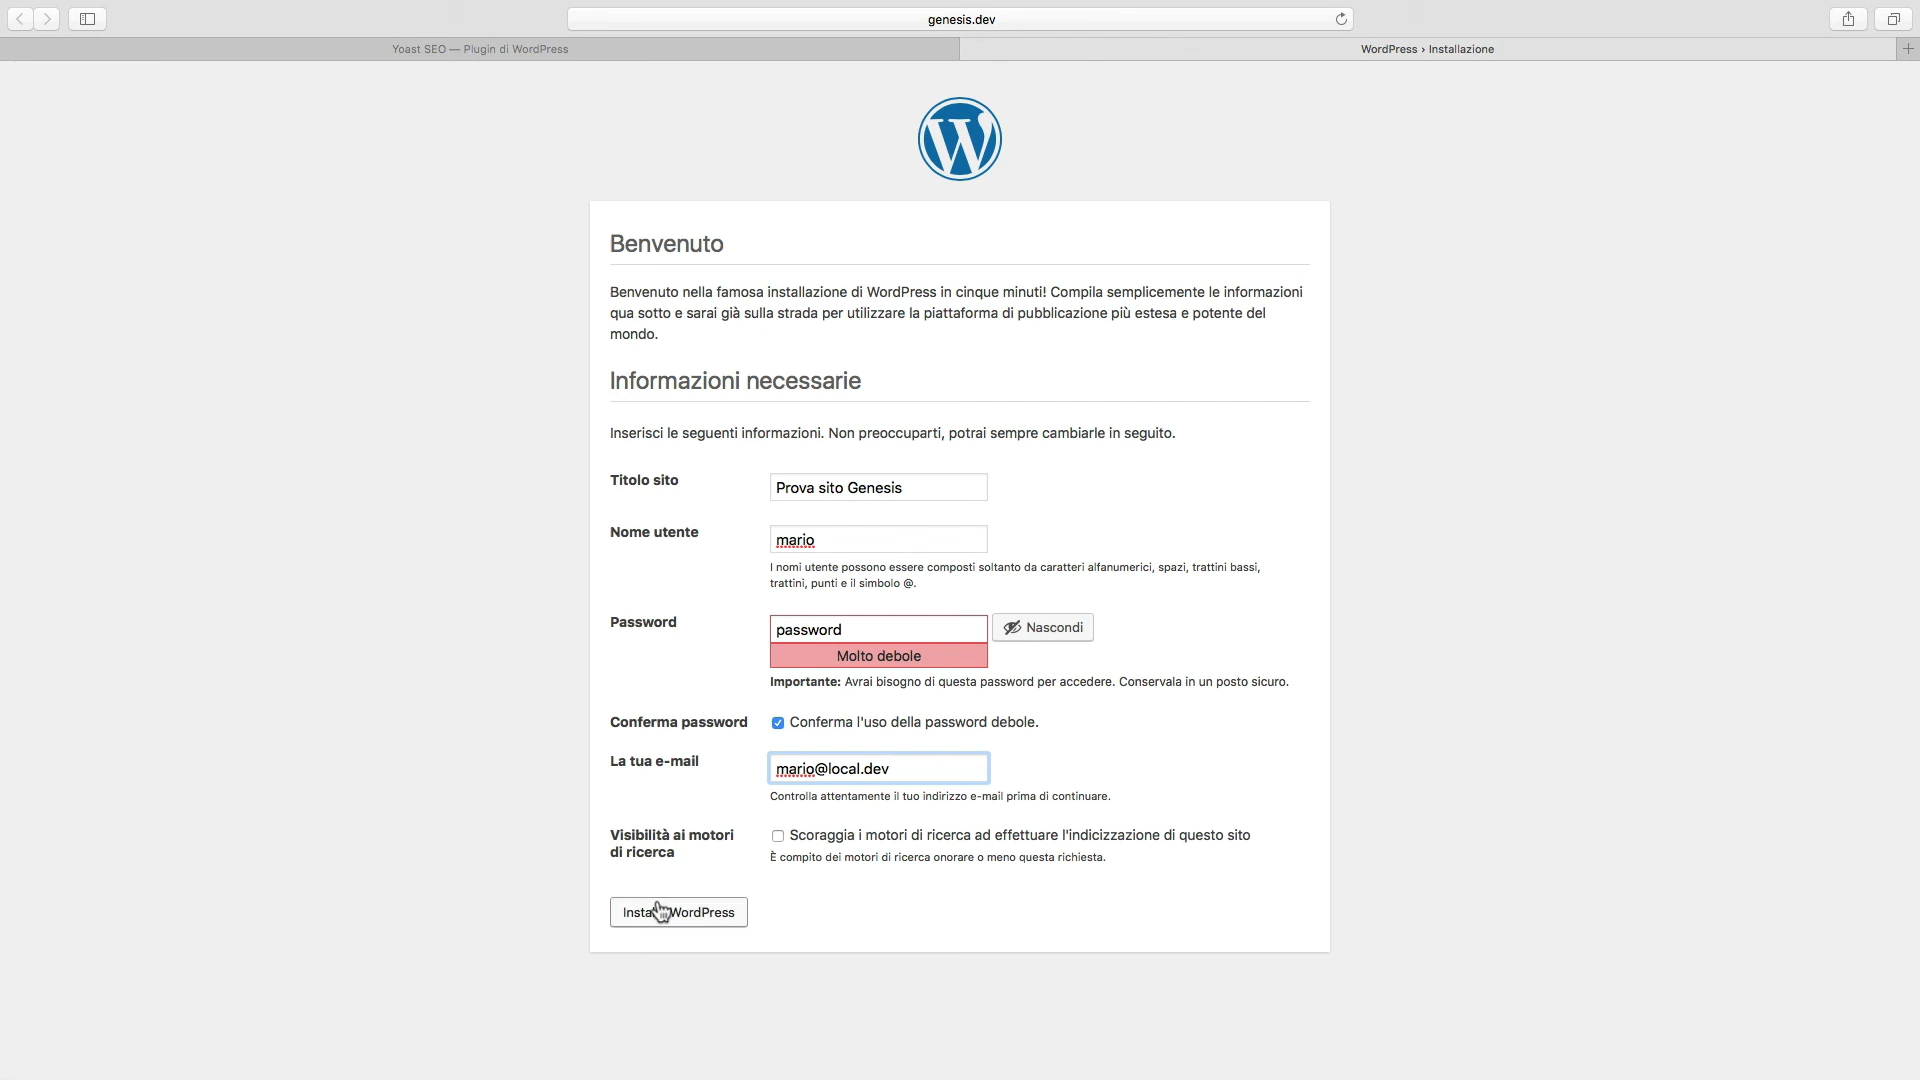 genesis.dev
Yoast SEO — Plugin di WordPress
WordPress › Installazione
Benvenuto
Benvenuto nella famosa installazione di WordPress in cinque minuti! Compila semplicemente le informazioni
qua sotto e sarai già sulla strada per utilizzare la piattaforma di pubblicazione più estesa e potente del
mondo.
Informazioni necessarie
Inserisci le seguenti informazioni. Non preoccuparti, potrai sempre cambiarle in seguito.
Titolo sito
Prova sito Genesis
Nome utente
mario
I nomi utente possono essere composti soltanto da caratteri alfanumerici, spazi, trattini bassi,
trattini, punti e il simbolo @.
Password
password
Nascondi
Molto debole
Importante: Avrai bisogno di questa password per accedere. Conservala in un posto sicuro.
Conferma password
Conferma l'uso della password debole.
La tua e-mail
mario@local.dev
Controlla attentamente il tuo indirizzo e-mail prima di continuare.
Visibilità ai motori
di ricerca
Scoraggia i motori di ricerca ad effettuare l'indicizzazione di questo sito
È compito dei motori di ricerca onorare o meno questa richiesta.
WordPress